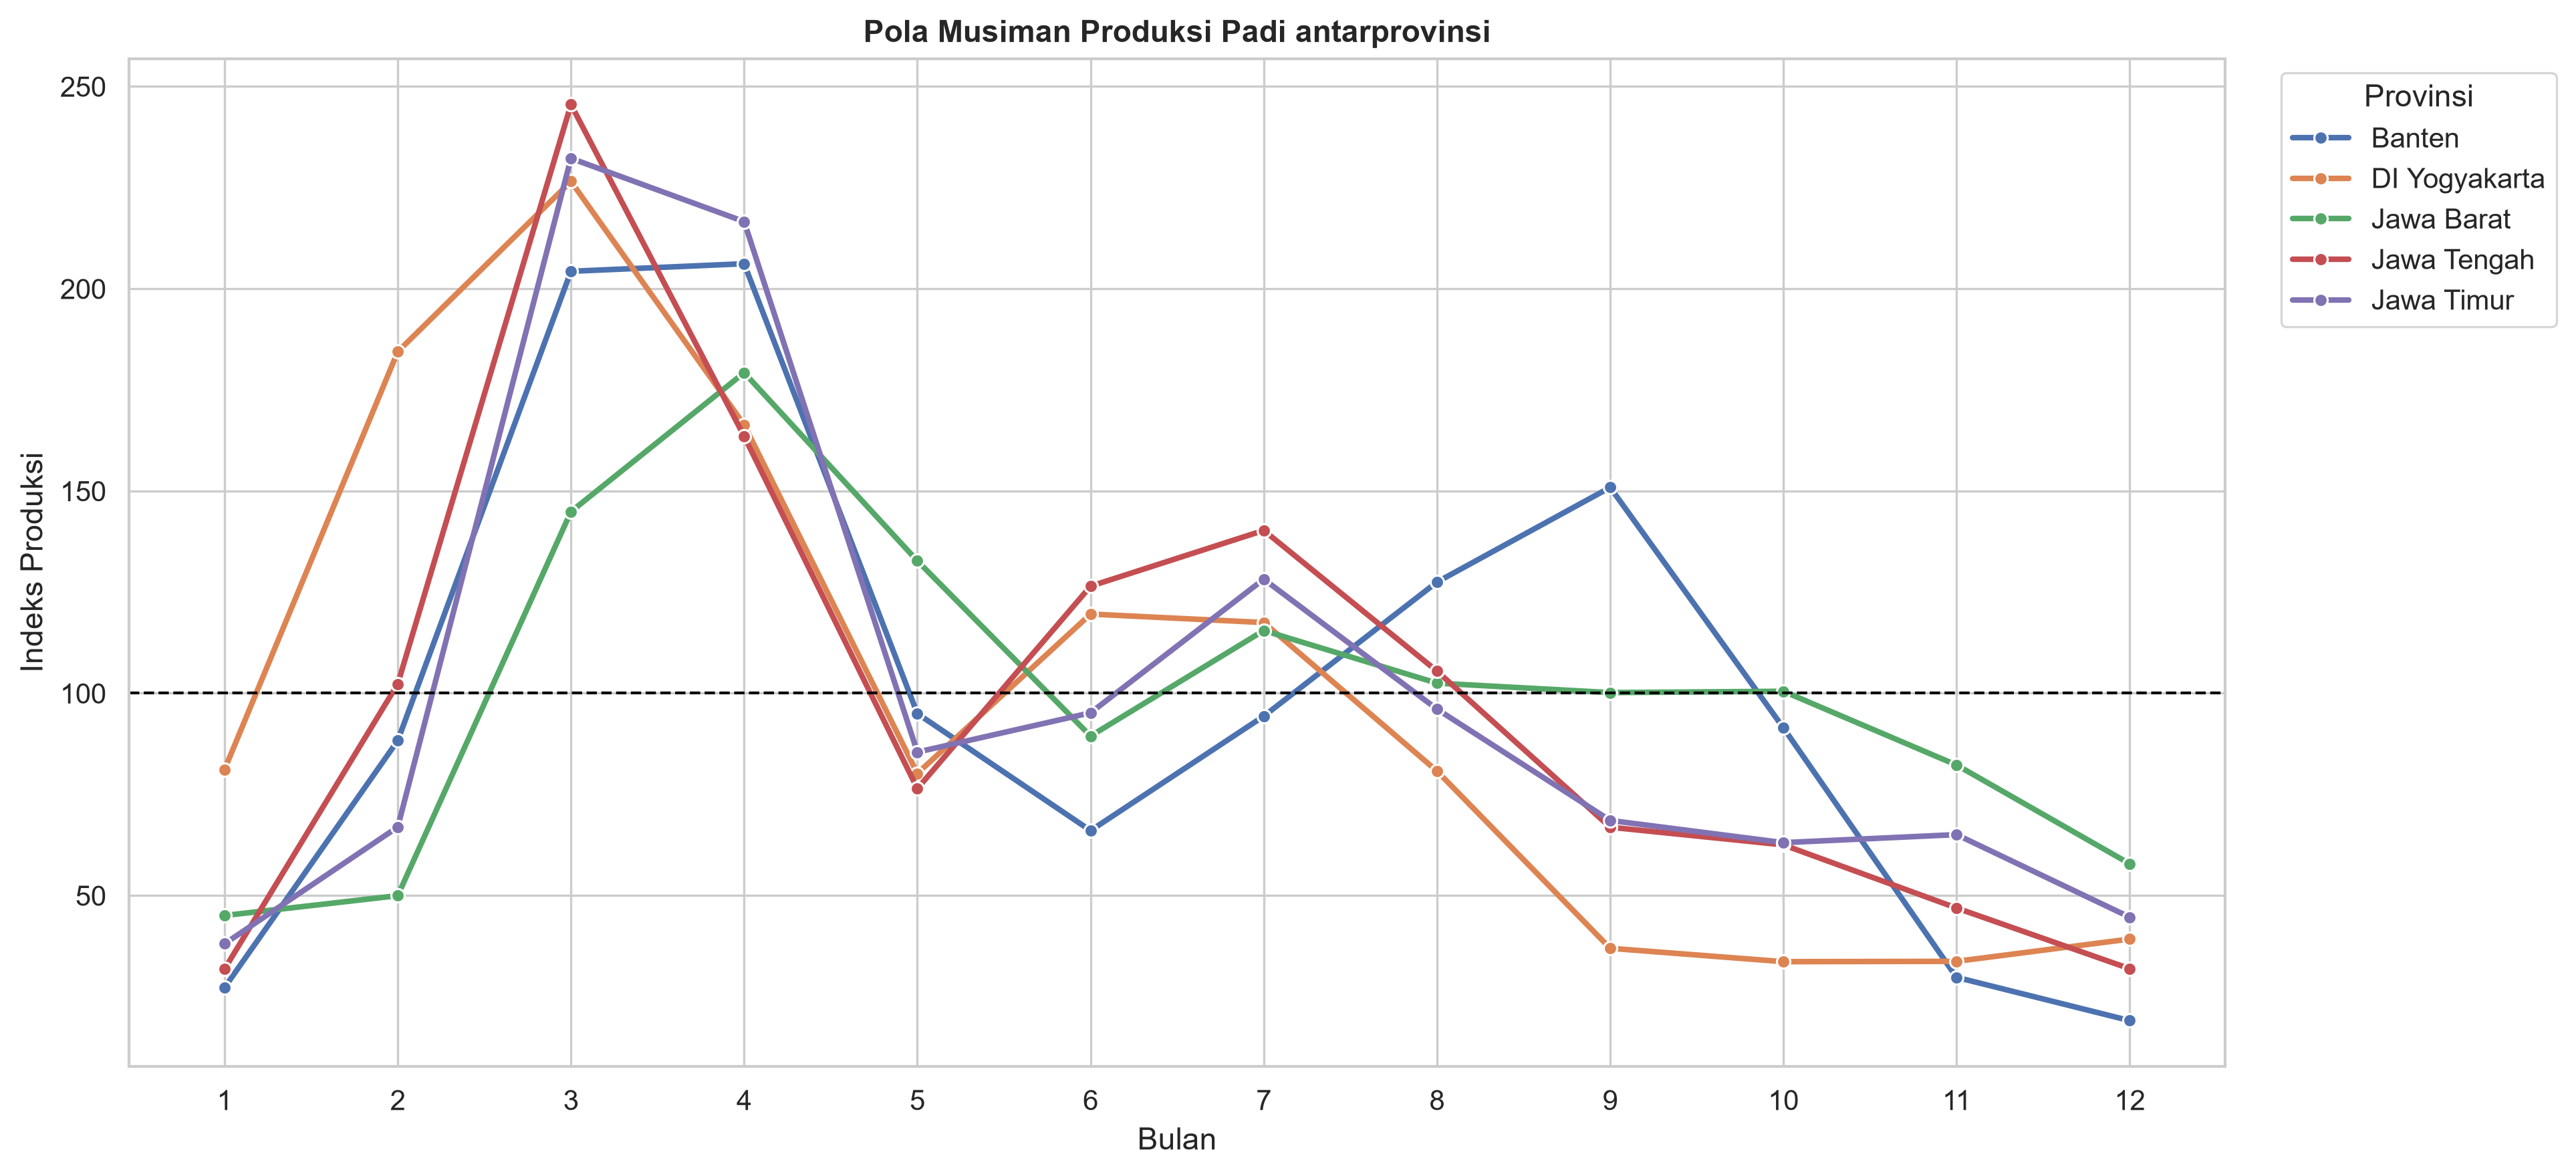 Pola Musiman Produksi Padi antarprovinsi
Provinsi
Banten
DI Yogyakarta
Jawa Barat
Jawa Tengah
Jawa Timur
Indeks Produksi
250
200
150
100
50
1 2 3 4 5 6 7 8 9 10 11 12
Bulan